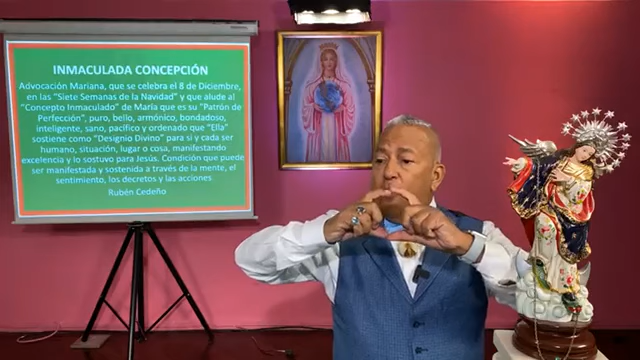 INMACULADA CONCEPCIÓN
Advocación Mariana, que se celebra el 8 de Diciembre,
en las "Siete Semanas de la Navidad" y que alude al
"Concepto Inmaculado" de María que es su "Patrón de
Perfección", puro, bello, armónico, bondadoso,
inteligente, sano, pacífico y ordenado que "Ella"
sostiene como "Designio Divino" para sí y cada ser
humano, situación, lugar o cosa, manifestando
excelencia y lo sostuvo para Jesús. Condición que puede
ser manifestada y sostenida a través de la mente, el
sentimiento, los decretos y las acciones.
Rubén Cedeño